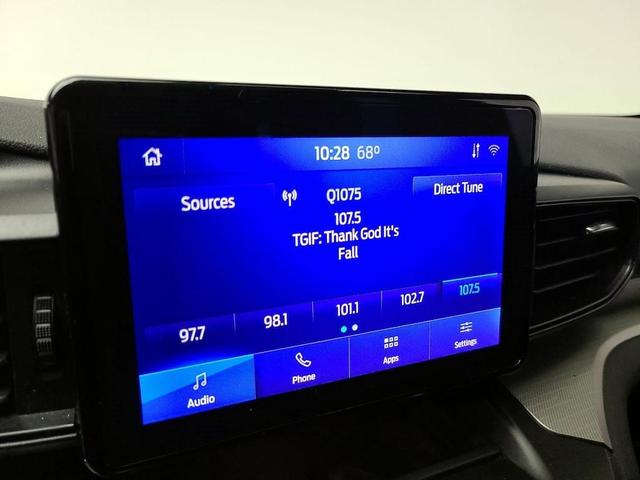 10:28 68º
Sources
Q1075
Direct Tune
107.5
TGIF: Thank God It's
Fall
97.7
98.1
101.1
102.7
107.5
Audio
Phone
Apps
Settings